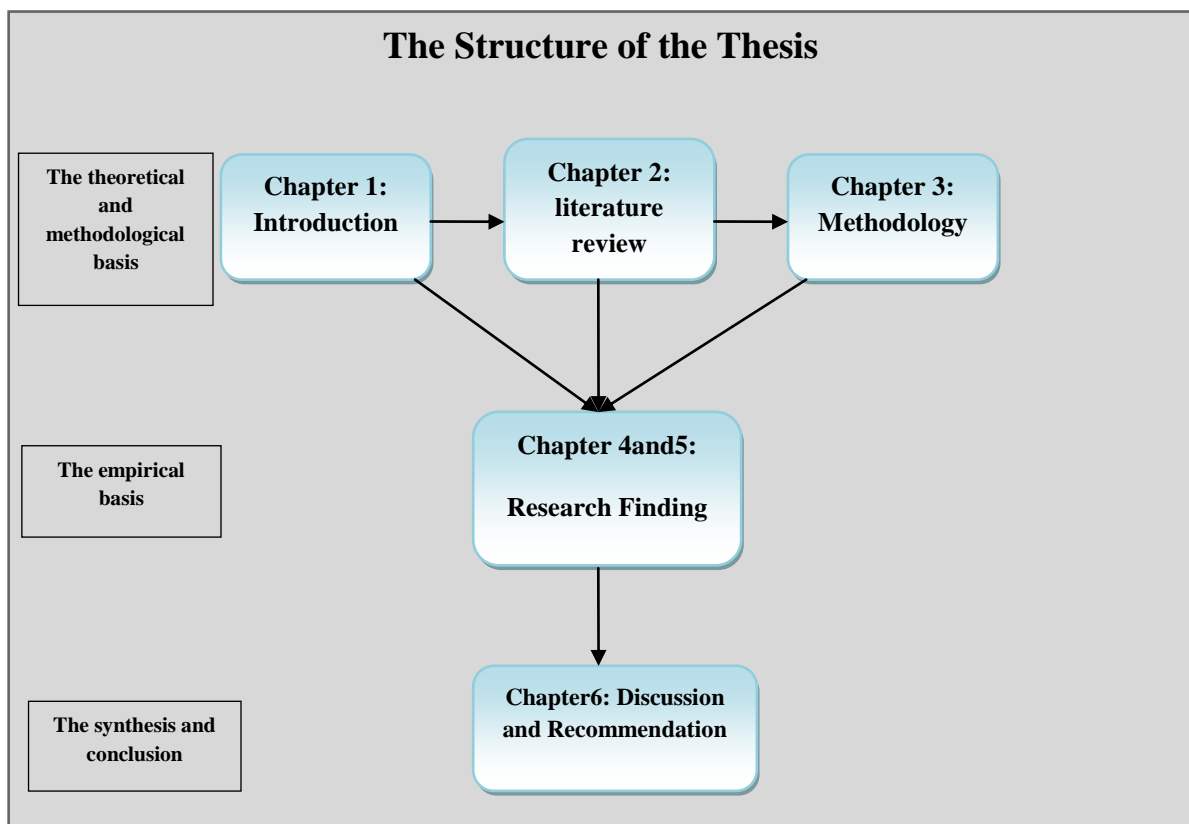 The Structure of the Thesis
The theoretical
and
methodological
basis
Chapter 1:
Introduction
Chapter 2:
literature
review
Chapter 3:
Methodology
The empirical
basis
Chapter 4and5:
Research Finding
The synthesis and
conclusion
Chapter6: Discussion
and Recommendation